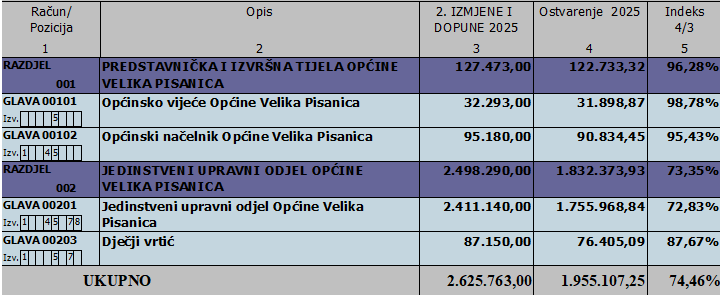 Račun/ Opis 2. IZMJENE I Ostvarenje 2025 Indeks
Pozicija DOPUNE 2025 4/3
1 2 3 4 5
RAZDJEL PREDSTAVNIČKA I IZVRŠNA TIJELA OPĆINE 127.473,00 122.733,32 96,28%
001 VELIKA PISANICA
GLAVA 00101 Općinsko vijeće Općine Velika Pisanica 32.293,00 31.898,87 98,78%
Izv. 5
GLAVA 00102 Općinski načelnik Općine Velika Pisanica 95.180,00 90.834,45 95,43%
Izv. 1 4 5
RAZDJEL JEDINSTVENI UPRAVNI ODJEL OPĆINE 2.498.290,00 1.832.373,93 73,35%
002 VELIKA PISANICA
GLAVA 00201 Jedinstveni upravni odjel Općine Velika 2.411.140,00 1.755.968,84 72,83%
Izv. 1 4 5 7 8 Pisanica
GLAVA 00203 Dječji vrtić 87.150,00 76.405,09 87,67%
Izv. 1 5 7
UKUPNO 2.625.763,00 1.955.107,25 74,46%